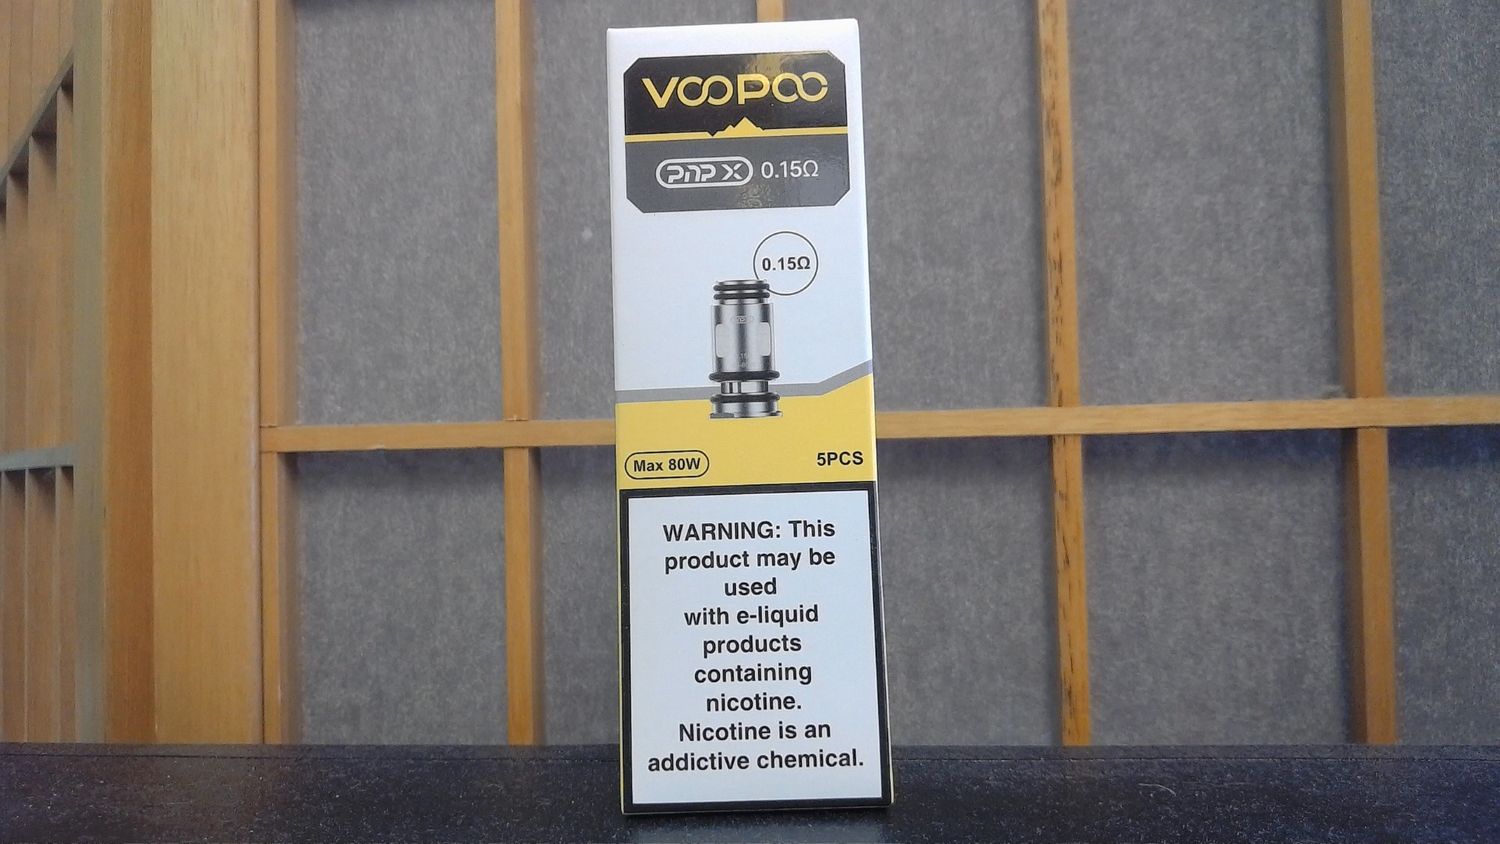 VOOPOO
PNP X 0.15Ω
0.15Ω
Max 80W
5PCS
WARNING: This
product may be
used
with e-liquid
products
containing
nicotine.
Nicotine is an
addictive chemical.